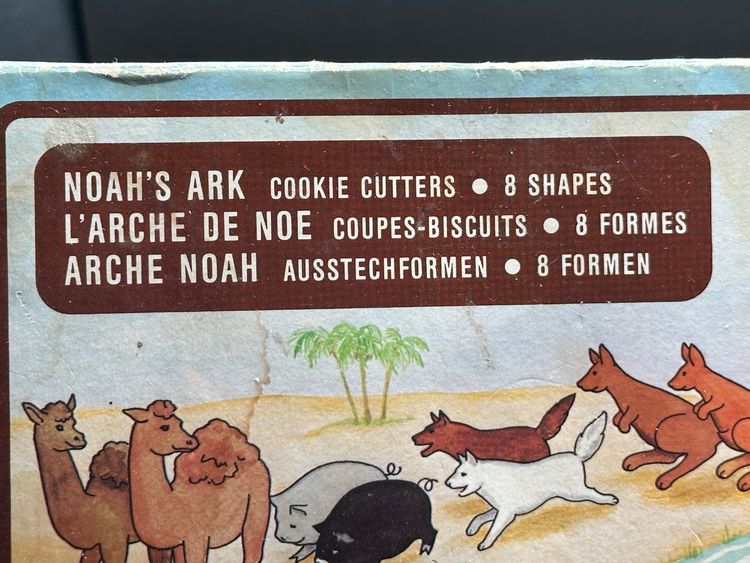 NOAH'S ARK COOKIE CUTTERS • 8 SHAPES
L'ARCHE DE NOE COUPES-BISCUITS • 8 FORMES
ARCHE NOAH AUSSTECHFORMEN • 8 FORMEN